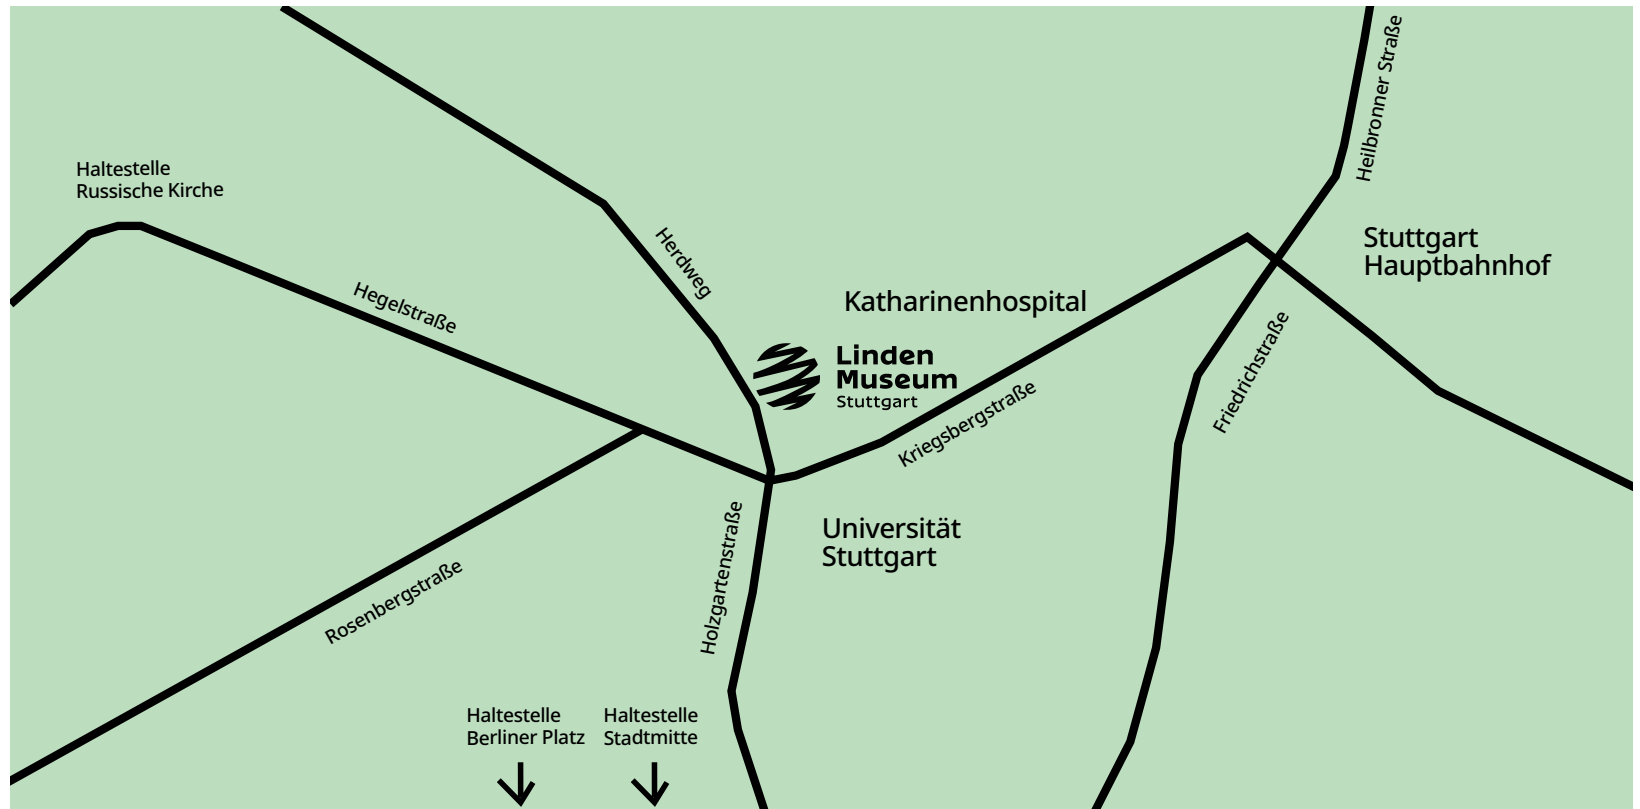 Heilbronner Straße
Haltestelle
Russische Kirche
Herdweg
Stuttgart
Hauptbahnhof
Hegelstraße
Katharinenhospital
Linden
Museum
Stuttgart
Friedrichstraße
Kriegsbergstraße
Universität
Stuttgart
Holzgartenstraße
Rosenbergstraße
Haltestelle
Berliner Platz
Haltestelle
Stadtmitte